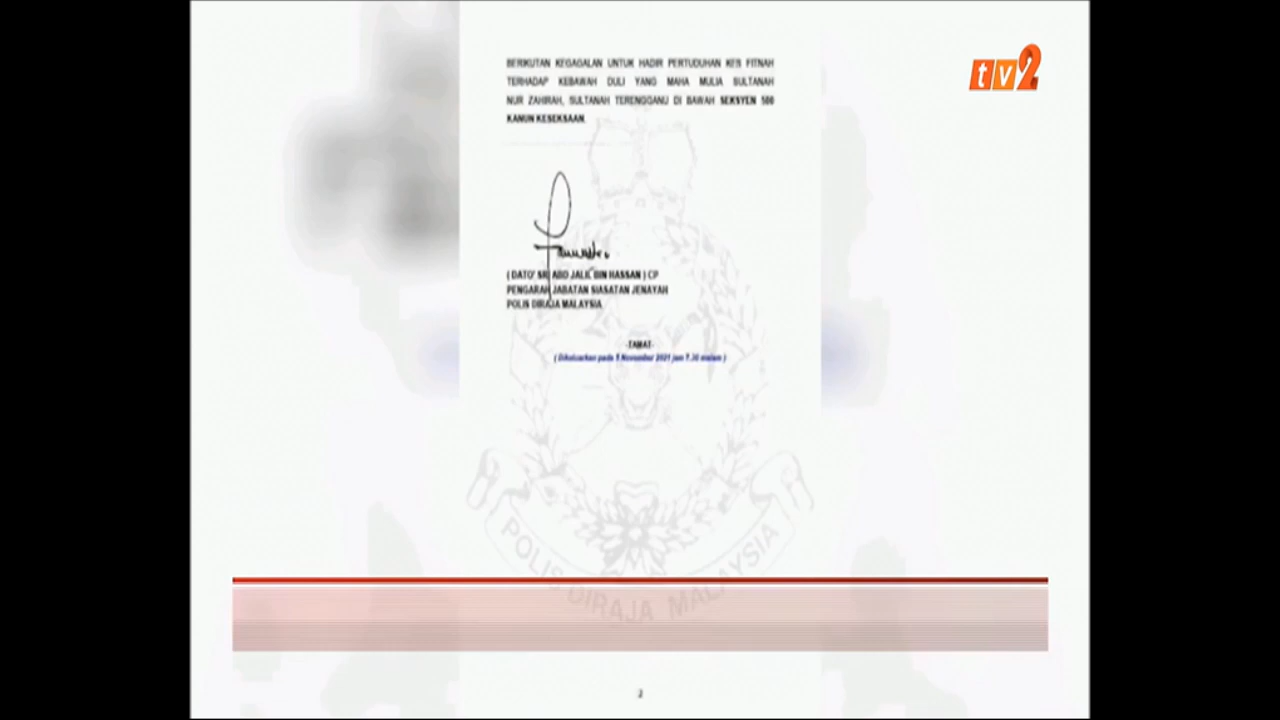 tv2
BERIKUTAN KEGAGALAN UNTUK HADIR PERTUDUHAN KES FITNAH
TERHADAP KEBAWAH DULI YANG MAHA MULIA SULTANAH
NUR ZAHIRAH, SULTANAH TERENGGANU DI BAWAH SEKSYEN 500
KANUN KESEKSAAN.
( DATO' SRI ABD JALIL BIN HASSAN ) CP
PENGARAH JABATAN SIASATAN JENAYAH
POLIS DIRAJA MALAYSIA
-TAMAT-
( Dikeluarkan pada 5 November 2021 jam 7.30 malam )
POLIS DIRAJA MALAYSIA
2